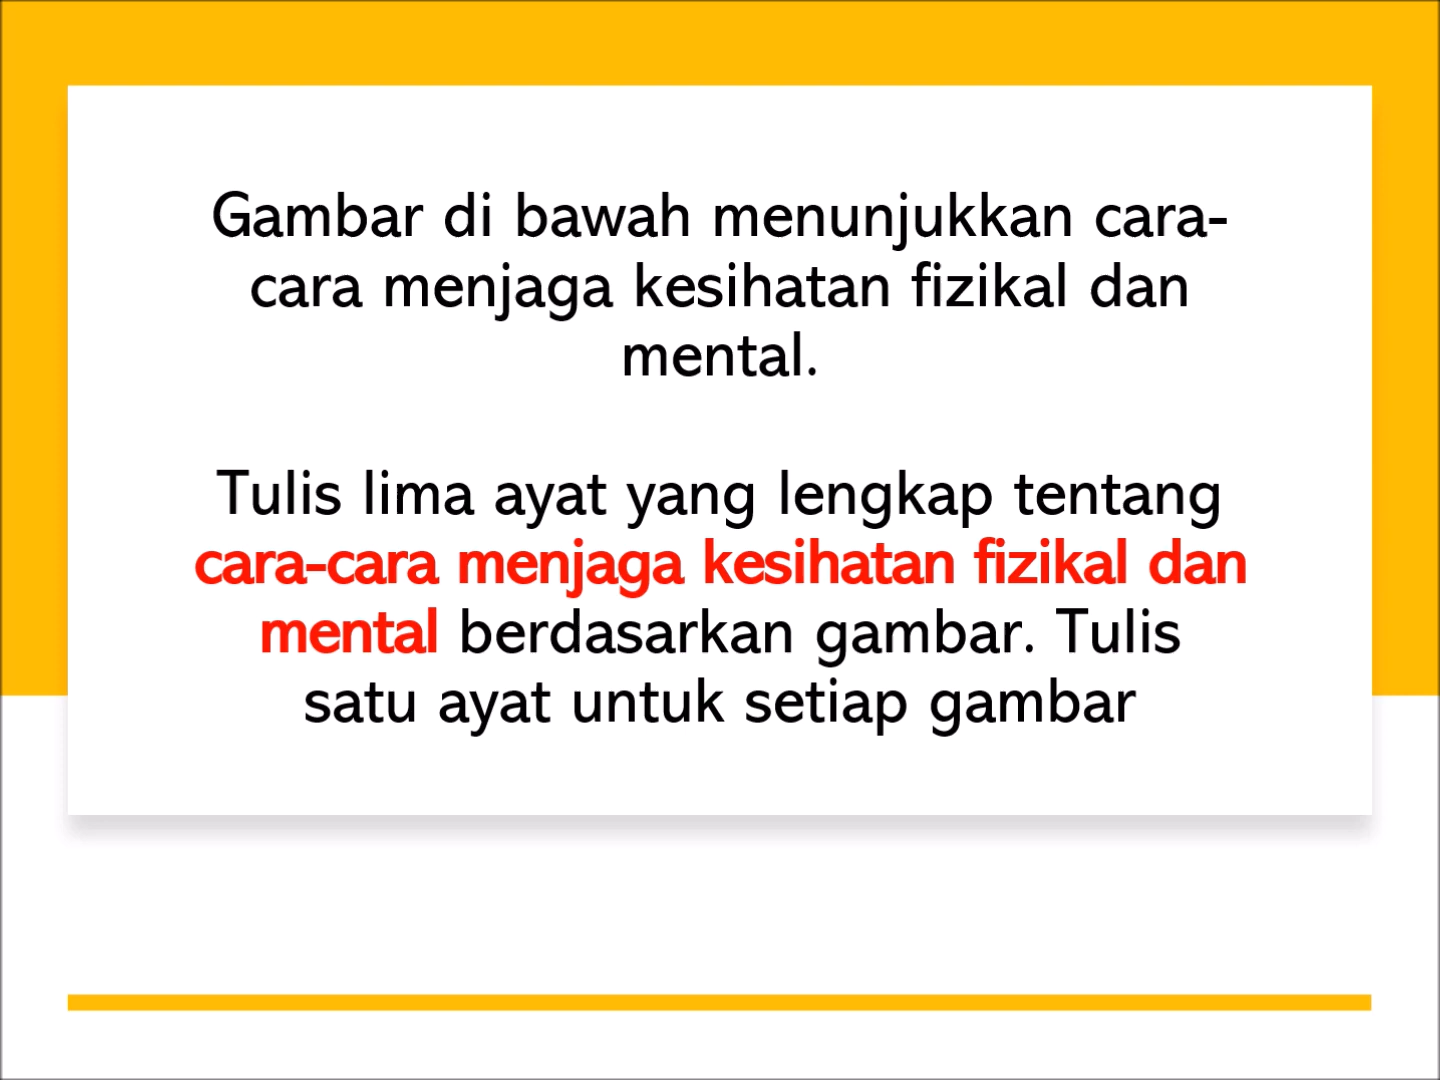 Gambar di bawah menunjukkan cara-
cara menjaga kesihatan fizikal dan
mental.
Tulis lima ayat yang lengkap tentang
cara-cara menjaga kesihatan fizikal dan
mental berdasarkan gambar. Tulis
satu ayat untuk setiap gambar